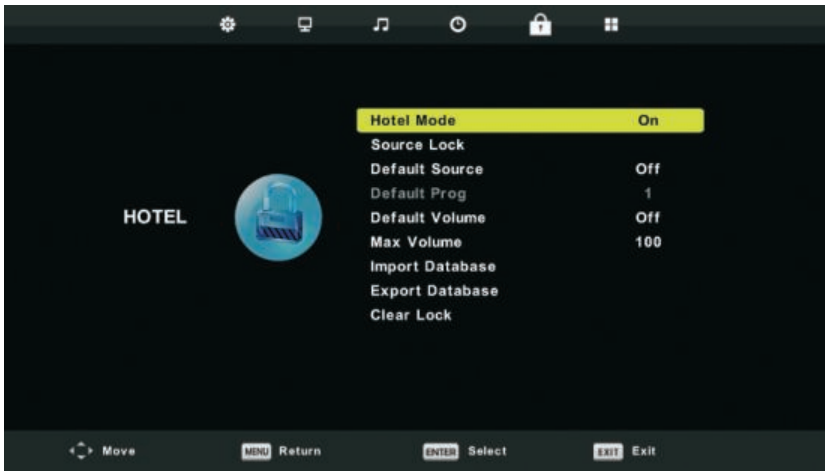 Hotel Mode On
Source Lock
Default Source Off
Default Prog 1
HOTEL
Default Volume Off
Max Volume 100
Import Database
Export Database
Clear Lock
Move MENU Return ENTER Select EXIT Exit